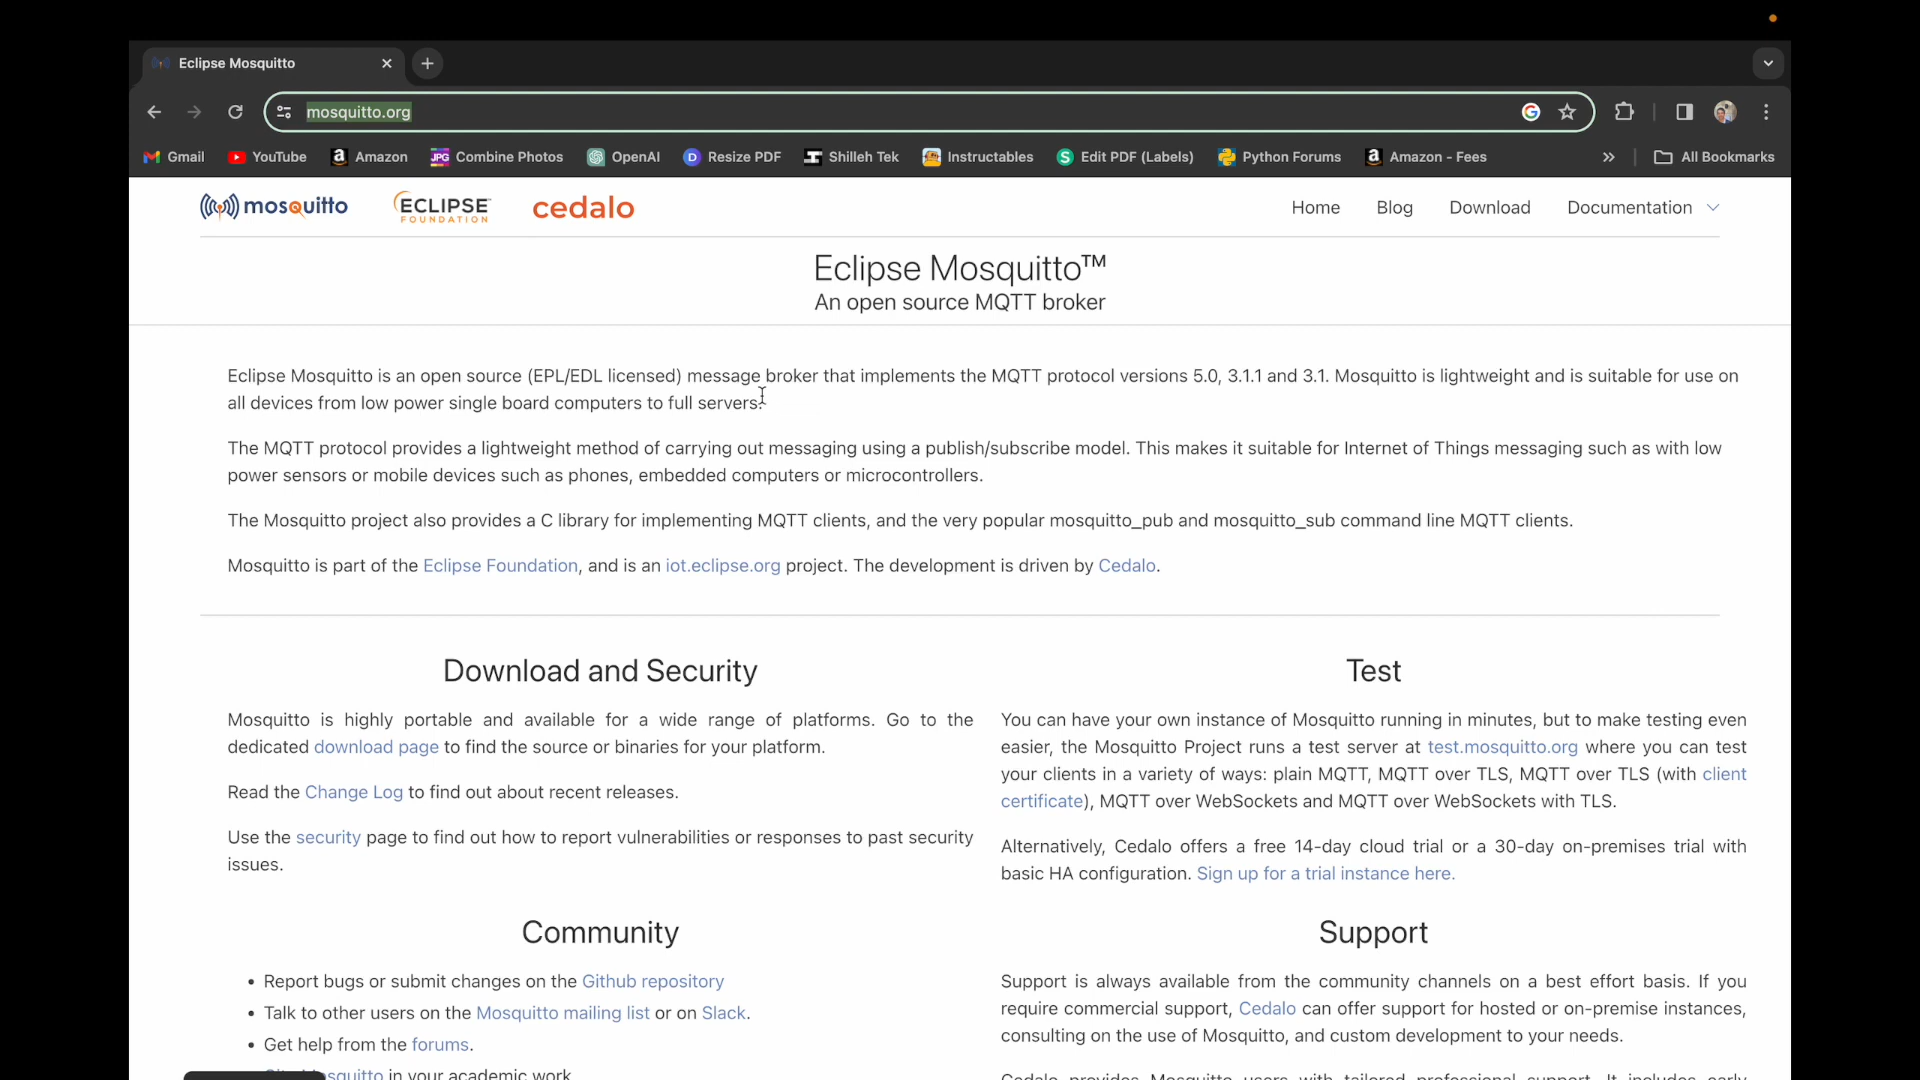 Eclipse Mosquitto
mosquitto.org
Gmail YouTube Amazon Combine Photos OpenAI Resize PDF Shilleh Tek Instructables Edit PDF (Labels) Python Forums Amazon - Fees » All Bookmarks
mosquitto ECLIPSE FOUNDATION cedalo Home Blog Download Documentation
Eclipse Mosquitto™
An open source MQTT broker
Eclipse Mosquitto is an open source (EPL/EDL licensed) message broker that implements the MQTT protocol versions 5.0, 3.1.1 and 3.1. Mosquitto is lightweight and is suitable for use on
all devices from low power single board computers to full servers.
The MQTT protocol provides a lightweight method of carrying out messaging using a publish/subscribe model. This makes it suitable for Internet of Things messaging such as with low
power sensors or mobile devices such as phones, embedded computers or microcontrollers.
The Mosquitto project also provides a C library for implementing MQTT clients, and the very popular mosquitto_pub and mosquitto_sub command line MQTT clients.
Mosquitto is part of the Eclipse Foundation, and is an iot.eclipse.org project. The development is driven by Cedalo.
Download and Security
Mosquitto is highly portable and available for a wide range of platforms. Go to the
dedicated download page to find the source or binaries for your platform.
Read the Change Log to find out about recent releases.
Use the security page to find out how to report vulnerabilities or responses to past security
issues.
Test
You can have your own instance of Mosquitto running in minutes, but to make testing even
easier, the Mosquitto Project runs a test server at test.mosquitto.org where you can test
your clients in a variety of ways: plain MQTT, MQTT over TLS, MQTT over TLS (with client
certificate), MQTT over WebSockets and MQTT over WebSockets with TLS.
Alternatively, Cedalo offers a free 14-day cloud trial or a 30-day on-premises trial with
basic HA configuration. Sign up for a trial instance here.
Community
• Report bugs or submit changes on the Github repository
• Talk to other users on the Mosquitto mailing list or on Slack.
• Get help from the forums.
in your academic work
Support
Support is always available from the community channels on a best effort basis. If you
require commercial support, Cedalo can offer support for hosted or on-premise instances,
consulting on the use of Mosquitto, and custom development to your needs.
Cedalo provides Mosquitto users with tailored professional support. It includes early